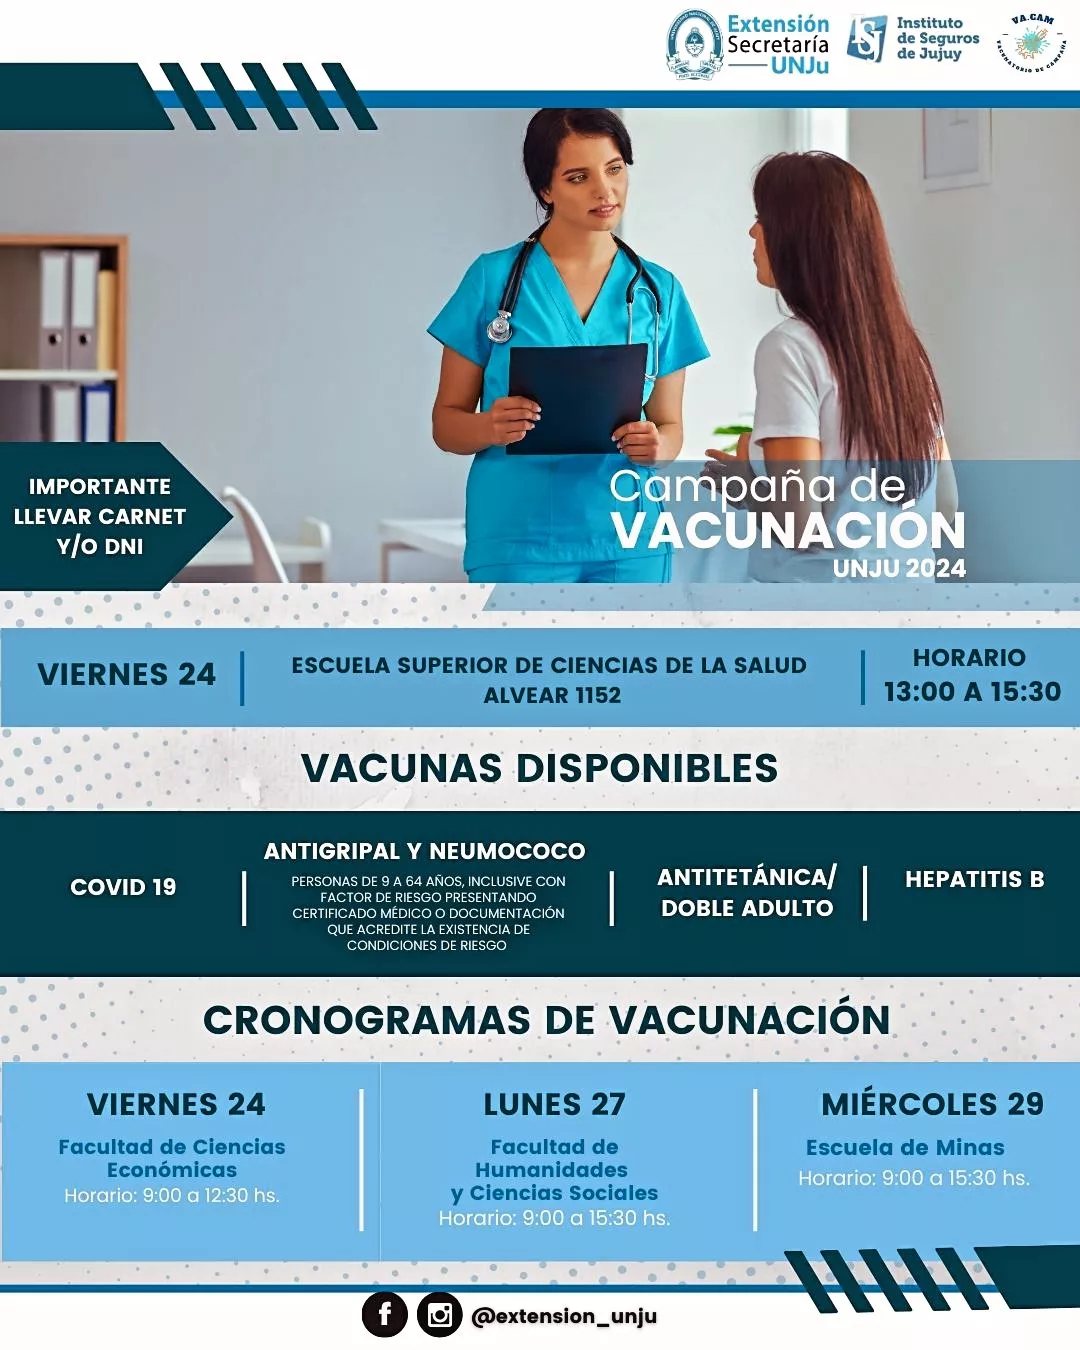 Extensión
Secretaría
UNJu
Instituto
de Seguros
de Jujuy
VA.CAM
VACUNATORIO DE CAMPAÑA
IMPORTANTE
LLEVAR CARNET
Y/O DNI
Campaña de
VACUNACIÓN
UNJU 2024
VIERNES 24
ESCUELA SUPERIOR DE CIENCIAS DE LA SALUD
ALVEAR 1152
HORARIO
13:00 A 15:30
VACUNAS DISPONIBLES
COVID 19
ANTIGRIPAL Y NEUMOCOCO
PERSONAS DE 9 A 64 AÑOS, INCLUSIVE CON
FACTOR DE RIESGO PRESENTANDO
CERTIFICADO MÉDICO O DOCUMENTACIÓN
QUE ACREDITE LA EXISTENCIA DE
CONDICIONES DE RIESGO
ANTITETÁNICA/
DOBLE ADULTO
HEPATITIS B
CRONOGRAMAS DE VACUNACIÓN
VIERNES 24
Facultad de Ciencias
Económicas
Horario: 9:00 a 12:30 hs.
LUNES 27
Facultad de
Humanidades
y Ciencias Sociales
Horario: 9:00 a 15:30 hs.
MIÉRCOLES 29
Escuela de Minas
Horario: 9:00 a 15:30 hs.
@extension_unju